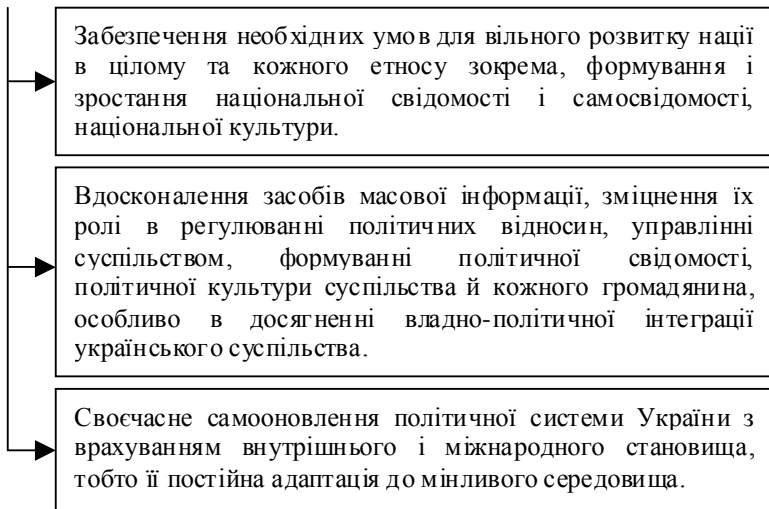 Забезпечення необхідних умов для вільного розвитку нації
в цілому та кожного етносу зокрема, формування і
зростання національної свідомості і самосвідомості,
національної культури.
Вдосконалення засобів масової інформації, зміцнення їх
ролі в регулюванні політичних відносин, управлінні
суспільством, формуванні політичної свідомості,
політичної культури суспільства й кожного громадянина,
особливо в досягненні владно-політичної інтеграції
українського суспільства.
Своєчасне самооновлення політичної системи України з
врахуванням внутрішнього і міжнародного становища,
тобто її постійна адаптація до мінливого середовища.